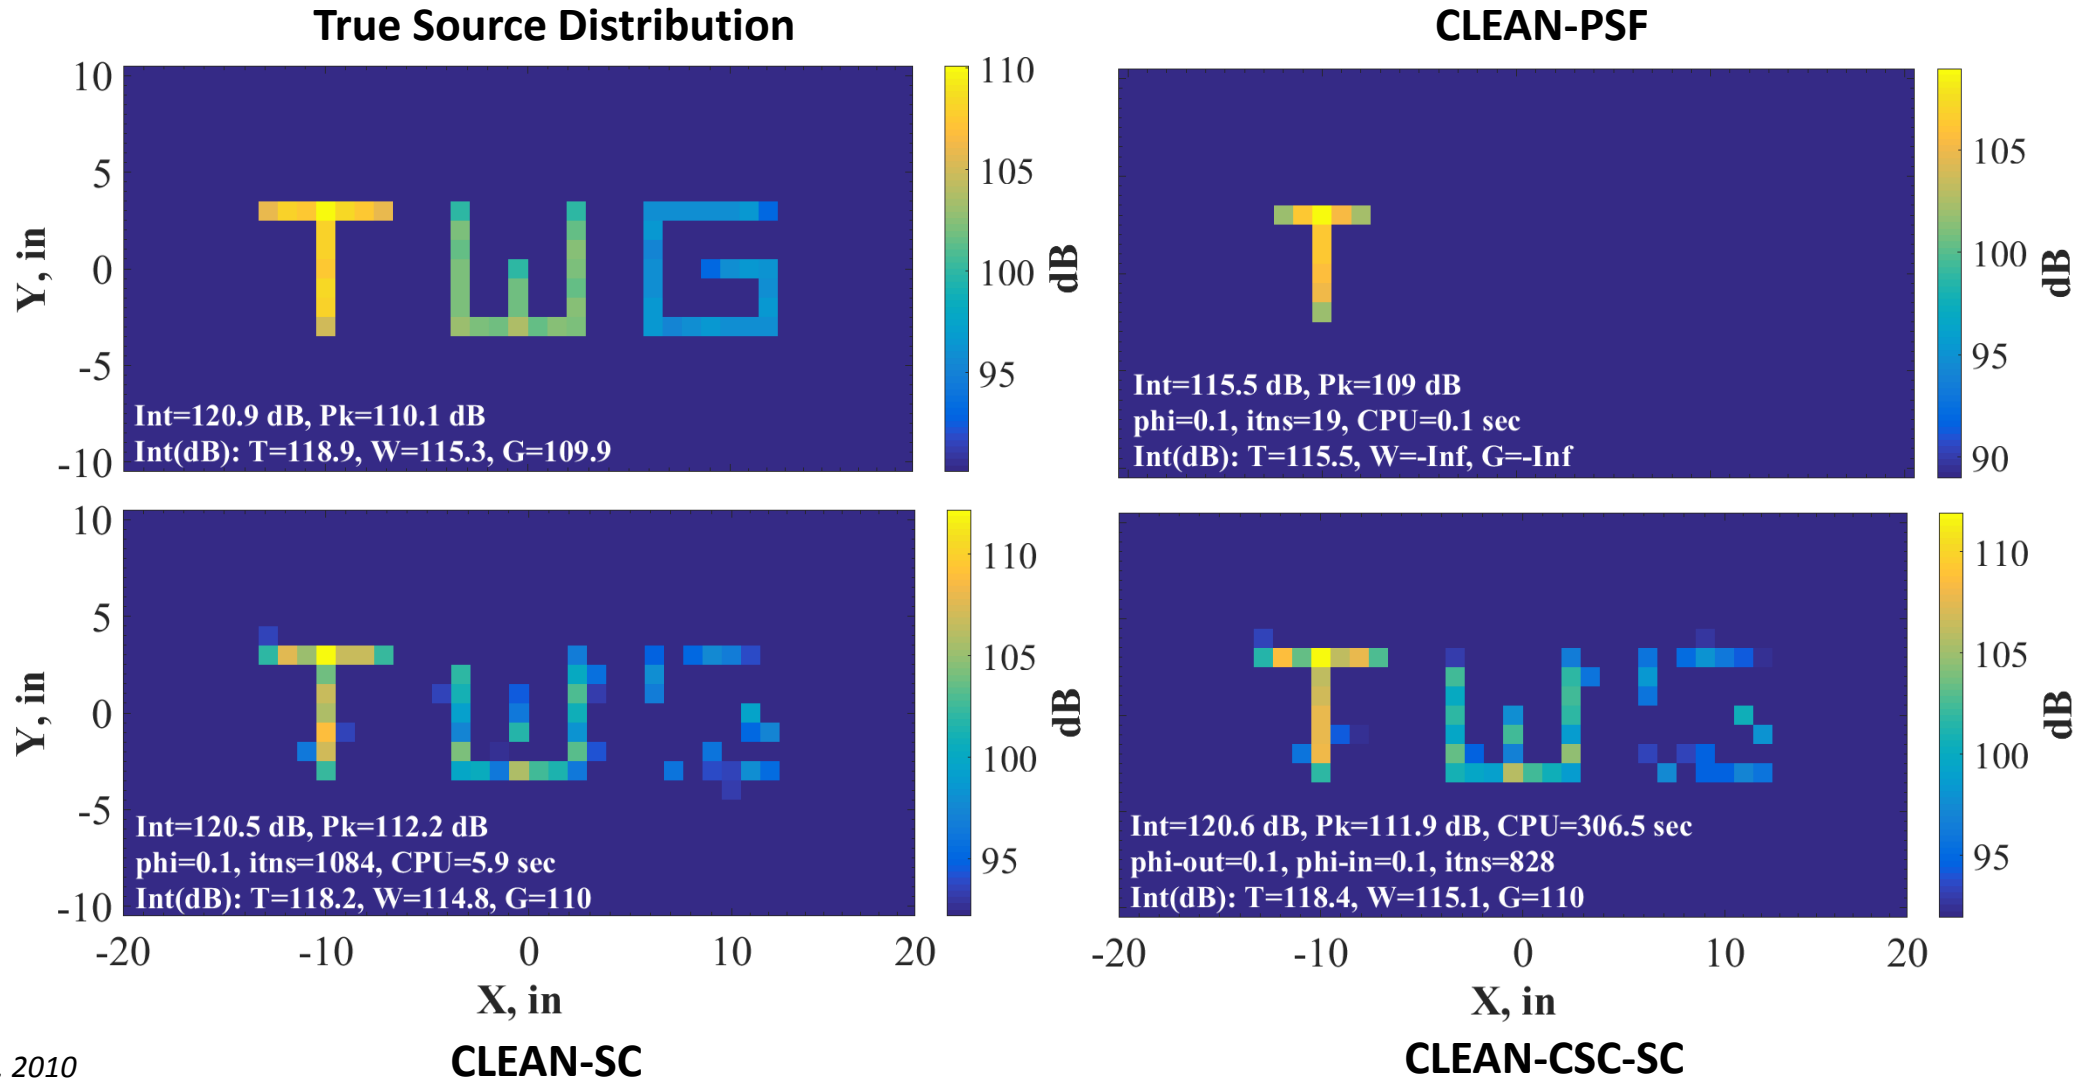 True Source Distribution
CLEAN-PSF
10
5
0
-5
-10
Y, in
Int=120.9 dB, Pk=110.1 dB
Int(dB): T=118.9, W=115.3, G=109.9
110
105
100
95
dB
Int=115.5 dB, Pk=109 dB
phi=0.1, itns=19, CPU=0.1 sec
Int(dB): T=115.5, W=-Inf, G=-Inf
105
100
95
90
dB
10
5
0
-5
-10
Y, in
Int=120.5 dB, Pk=112.2 dB
phi=0.1, itns=1084, CPU=5.9 sec
Int(dB): T=118.2, W=114.8, G=110
-20 -10 0 10 20
X, in
110
105
100
95
dB
Int=120.6 dB, Pk=111.9 dB, CPU=306.5 sec
phi-out=0.1, phi-in=0.1, itns=828
Int(dB): T=118.4, W=115.1, G=110
-20 -10 0 10 20
X, in
110
105
100
95
dB
. 2010
CLEAN-SC
CLEAN-CSC-SC